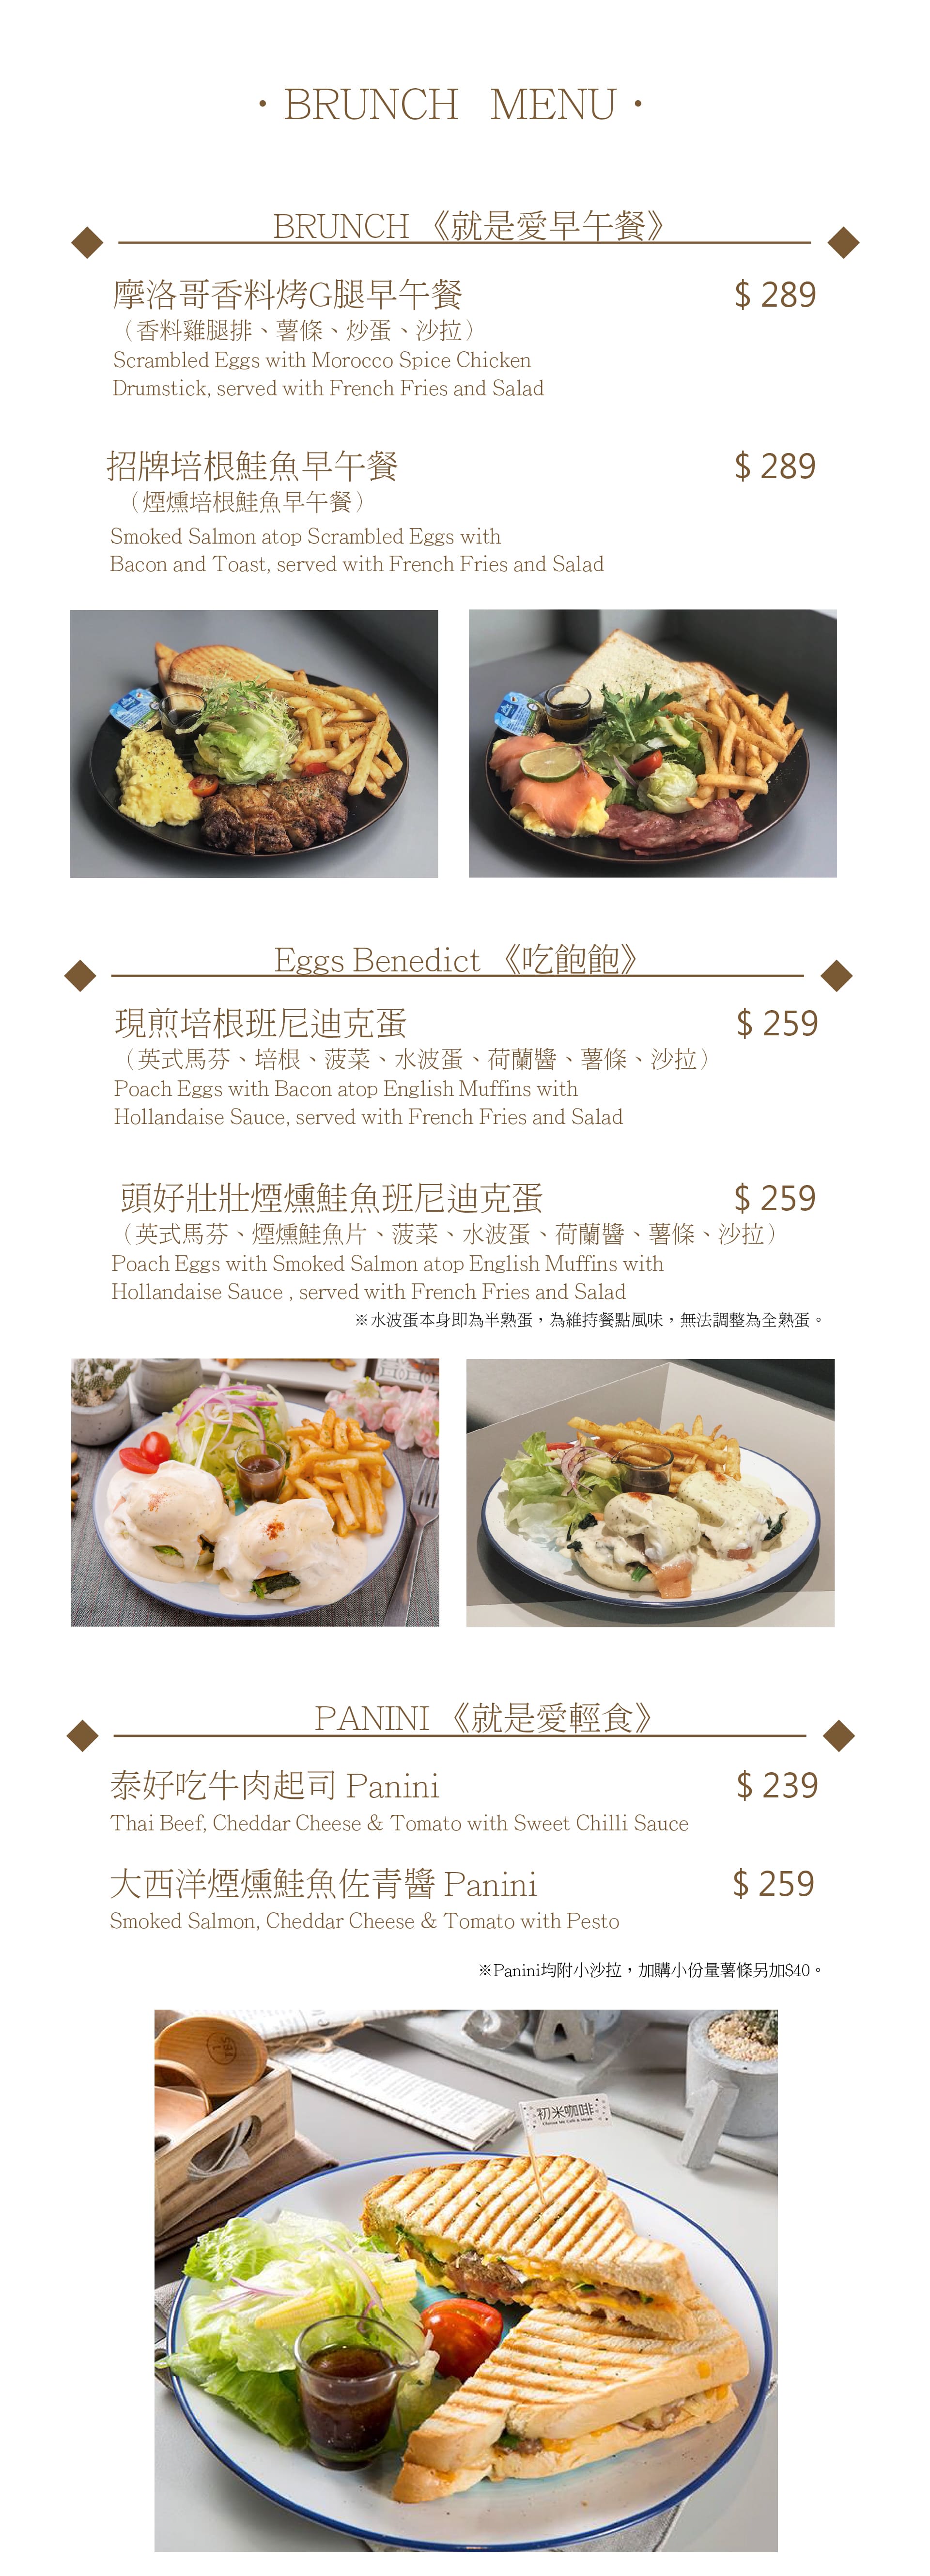 ·BRUNCH MENU·
BRUNCH《就是愛早午餐》
摩洛哥香料烤G腿早午餐 $ 289
（香料雞腿排、薯條、炒蛋、沙拉）
Scrambled Eggs with Morocco Spice Chicken
Drumstick, served with French Fries and Salad
招牌培根鮭魚早午餐 $ 289
（煙燻培根鮭魚早午餐）
Smoked Salmon atop Scrambled Eggs with
Bacon and Toast, served with French Fries and Salad
Eggs Benedict《吃飽飽》
現煎培根班尼迪克蛋 $ 259
（英式馬芬、培根、菠菜、水波蛋、荷蘭醬、薯條、沙拉）
Poach Eggs with Bacon atop English Muffins with
Hollandaise Sauce, served with French Fries and Salad
頭好壯壯煙燻鮭魚班尼迪克蛋 $ 259
（英式馬芬、煙燻鮭魚片、菠菜、水波蛋、荷蘭醬、薯條、沙拉）
Poach Eggs with Smoked Salmon atop English Muffins with
Hollandaise Sauce , served with French Fries and Salad
※水波蛋本身即為半熟蛋，為維持餐點風味，無法調整為全熟蛋。
PANINI《就是愛輕食》
泰好吃牛肉起司 Panini $ 239
Thai Beef, Cheddar Cheese & Tomato with Sweet Chilli Sauce
大西洋煙燻鮭魚佐青醬 Panini $ 259
Smoked Salmon, Cheddar Cheese & Tomato with Pesto
※Panini均附小沙拉，加購小份量薯條另加$40。
初米咖啡